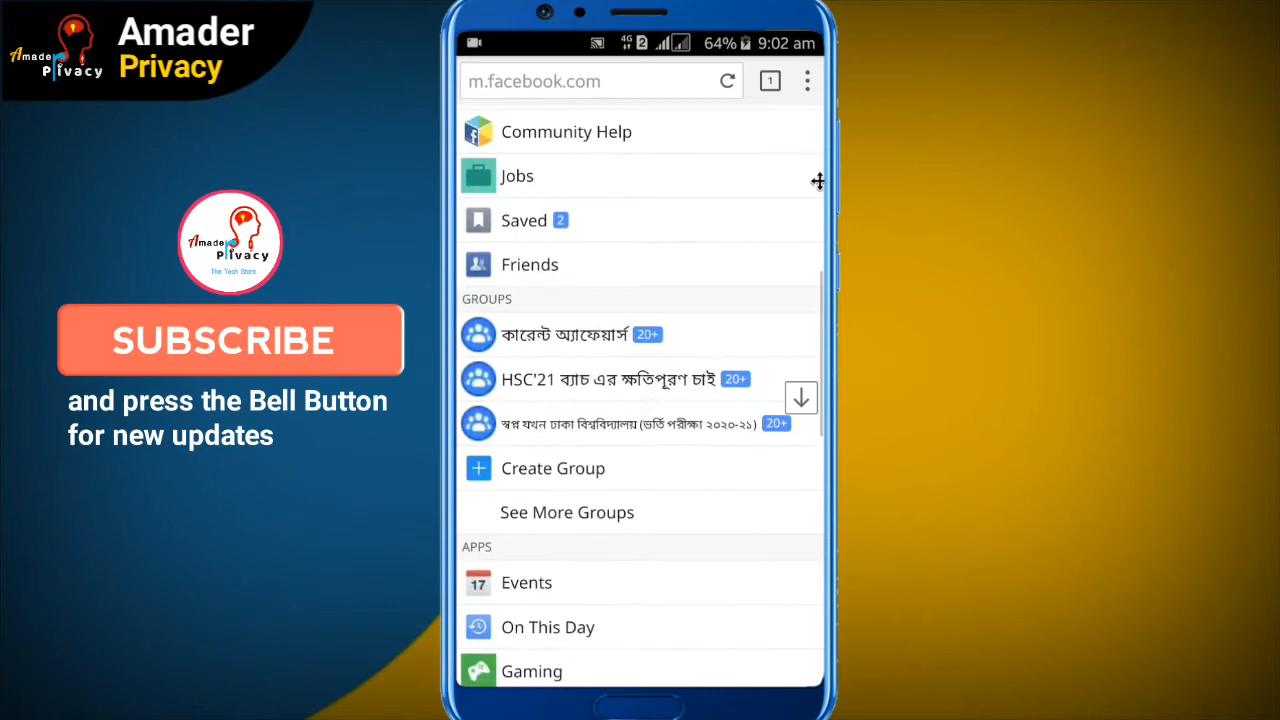 Amader
Privacy
Amader
Privacy
4G 2 64% 9:02 am
m.facebook.com 1
Community Help
Jobs
Saved 2
Friends
GROUPS
কারেন্ট অ্যাফেয়ার্স 20+
HSC'21 ব্যাচ এর ক্ষতিপূরণ চাই 20+
স্বপ্ন যখন ঢাকা বিশ্ববিদ্যালয় (ভর্তি পরীক্ষা ২০২০-২১) 20+
Create Group
See More Groups
APPS
17 Events
On This Day
Gaming
Amader
Privacy
The Tech Store
SUBSCRIBE
and press the Bell Button
for new updates